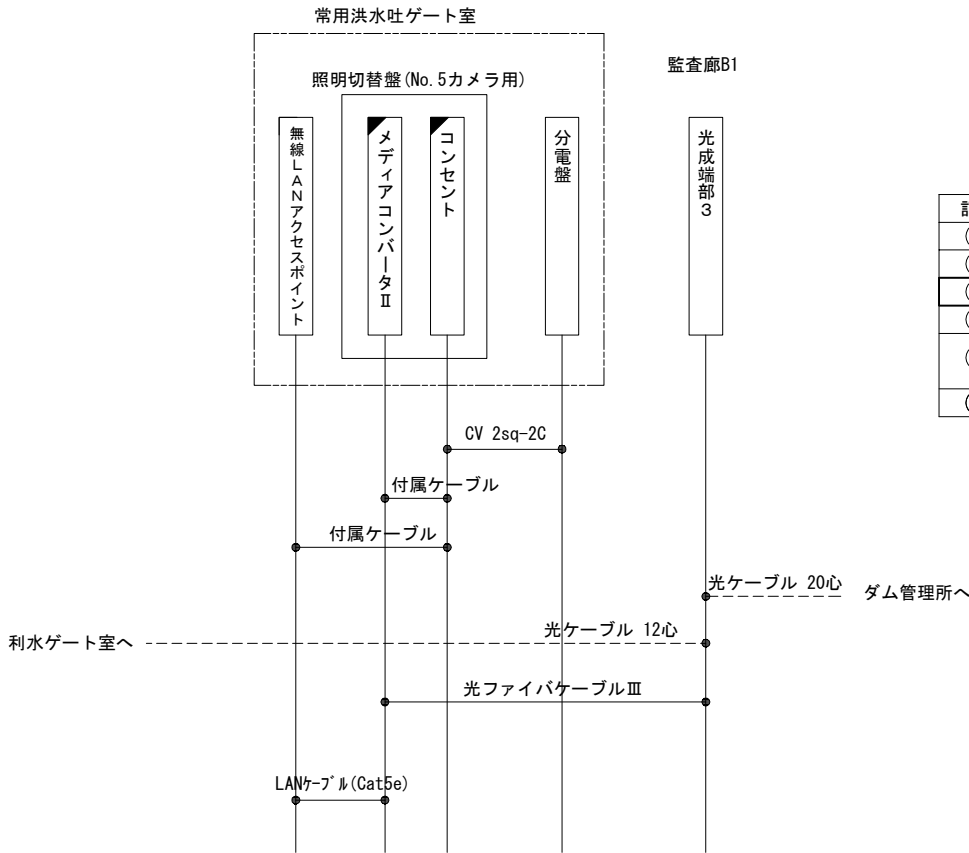 常用洪水吐ゲート室
監査廊B1
照明切替盤(No.5カメラ用)
無線LANアクセスポイント
メディアコンバータⅡ
コンセント
分電盤
光成端部3
CV 2sq-2C
付属ケーブル
付属ケーブル
光ケーブル 20心
ダム管理所へ
光ケーブル 12心
利水ゲート室へ
光ファイバケーブルⅢ
LANｹｰﾌﾞﾙ(Cat5e)